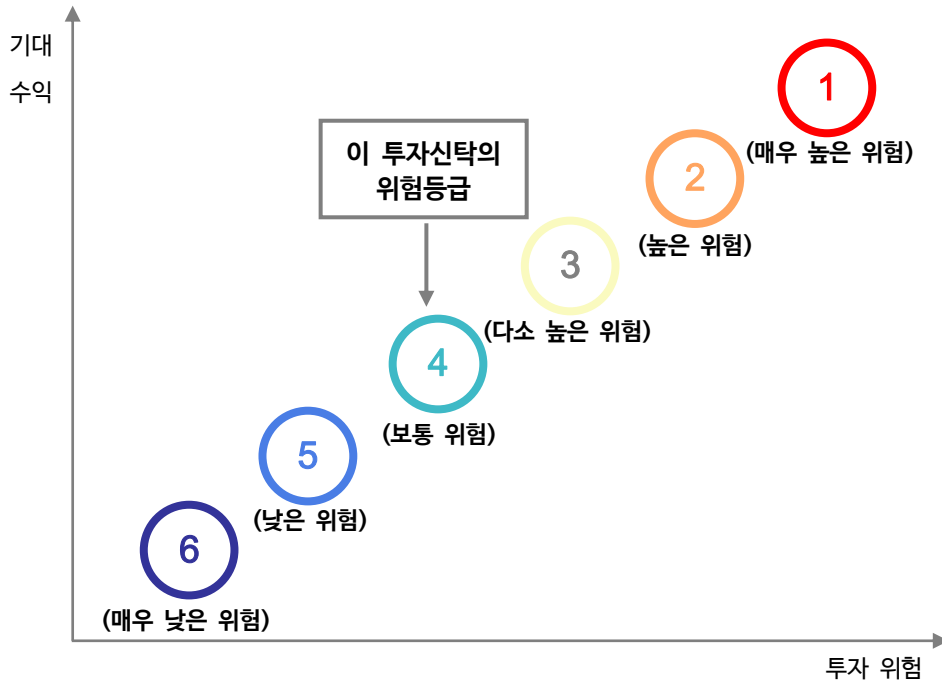 기대
수익
1
(매우 높은 위험)
이 투자신탁의
위험등급
2
(높은 위험)
3
(다소 높은 위험)
4
(보통 위험)
5
(낮은 위험)
6
(매우 낮은 위험)
투자 위험